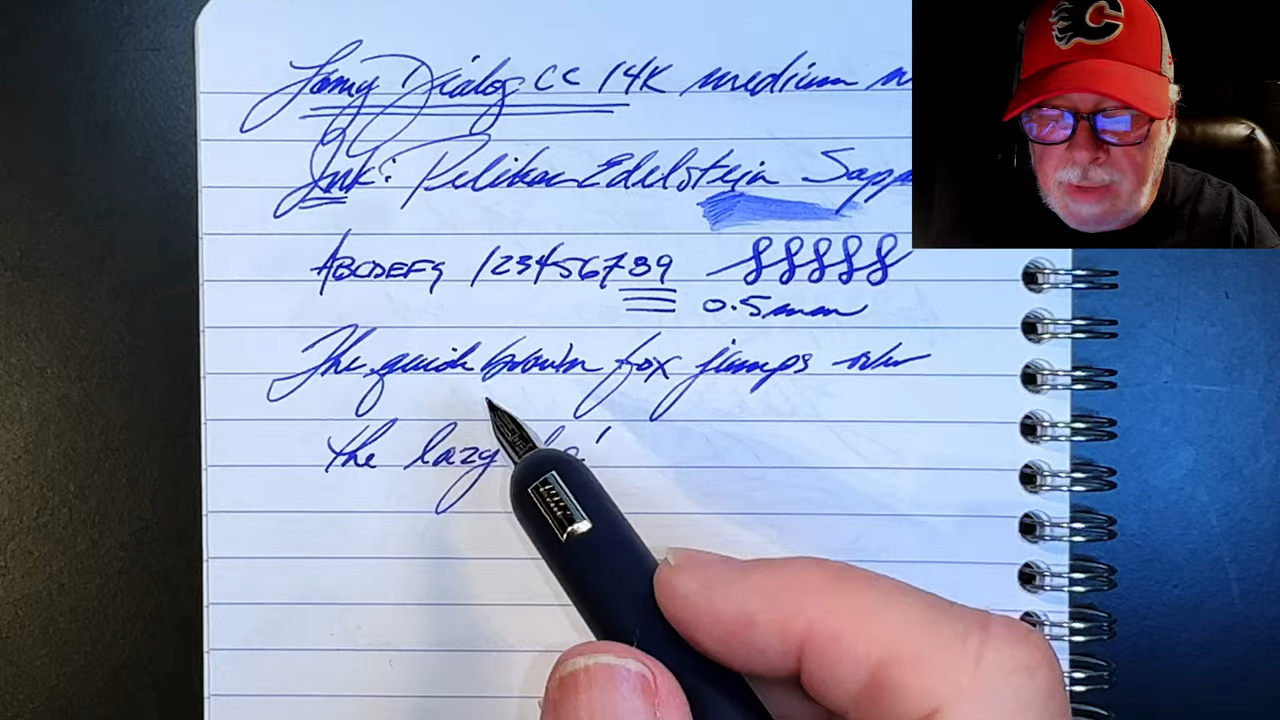 Lamy Dialog CC 14K medium
Ink: Pelikan Edelstein Sapp
ABCDEFG 123456789
0.5mm
The quick brown fox jumps over
the lazy